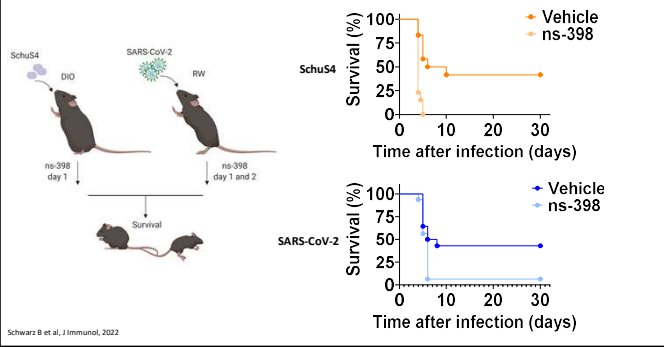 SchuS4
DIO
SARS-CoV-2
RW
ns-398
day 1
ns-398
day 1 and 2
Survival
Schwarz B et al, J Immunol, 2022
SchuS4
Survival (%)
100
75
50
25
0
0 10 20 30
Time after infection (days)
Vehicle
ns-398
SARS-CoV-2
Survival (%)
100
75
50
25
0
0 10 20 30
Time after infection (days)
Vehicle
ns-398